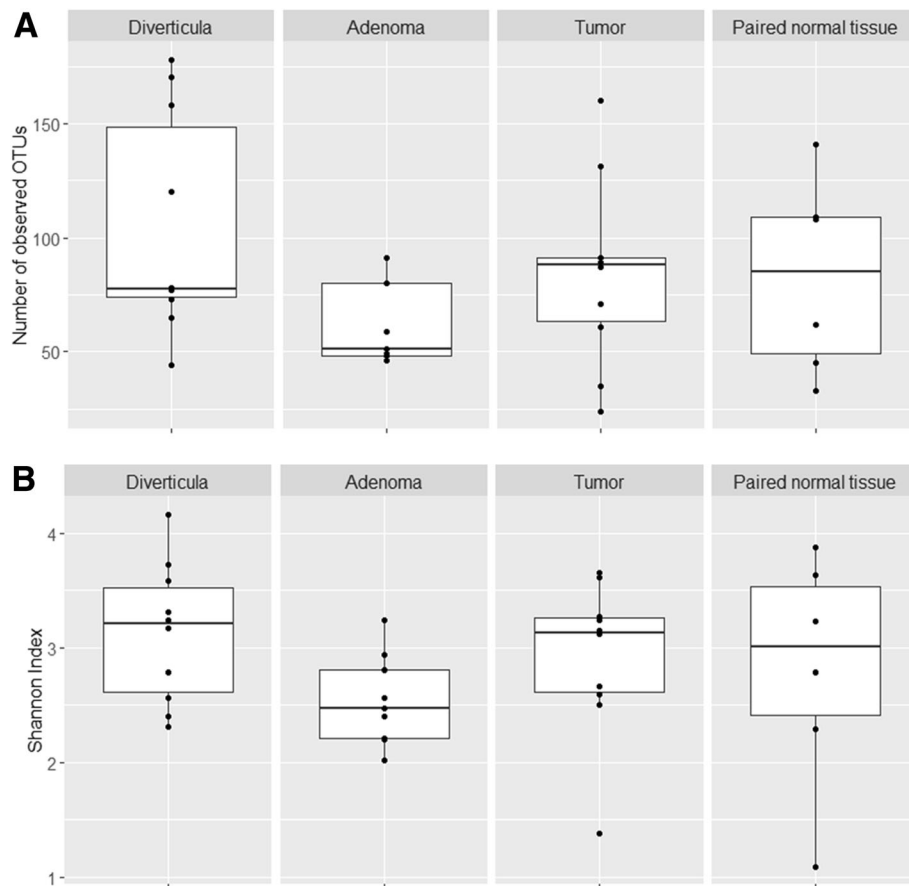 A
Diverticula
Adenoma
Tumor
Paired normal tissue
Number of observed OTUs
150
100
50
B
Diverticula
Adenoma
Tumor
Paired normal tissue
Shannon Index
4
3
2
1